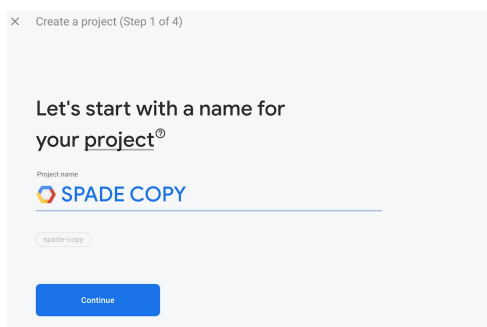 Create a project (Step 1 of 4)
Let's start with a name for
your project
Project name
SPADE COPY
spade-copy
Continue